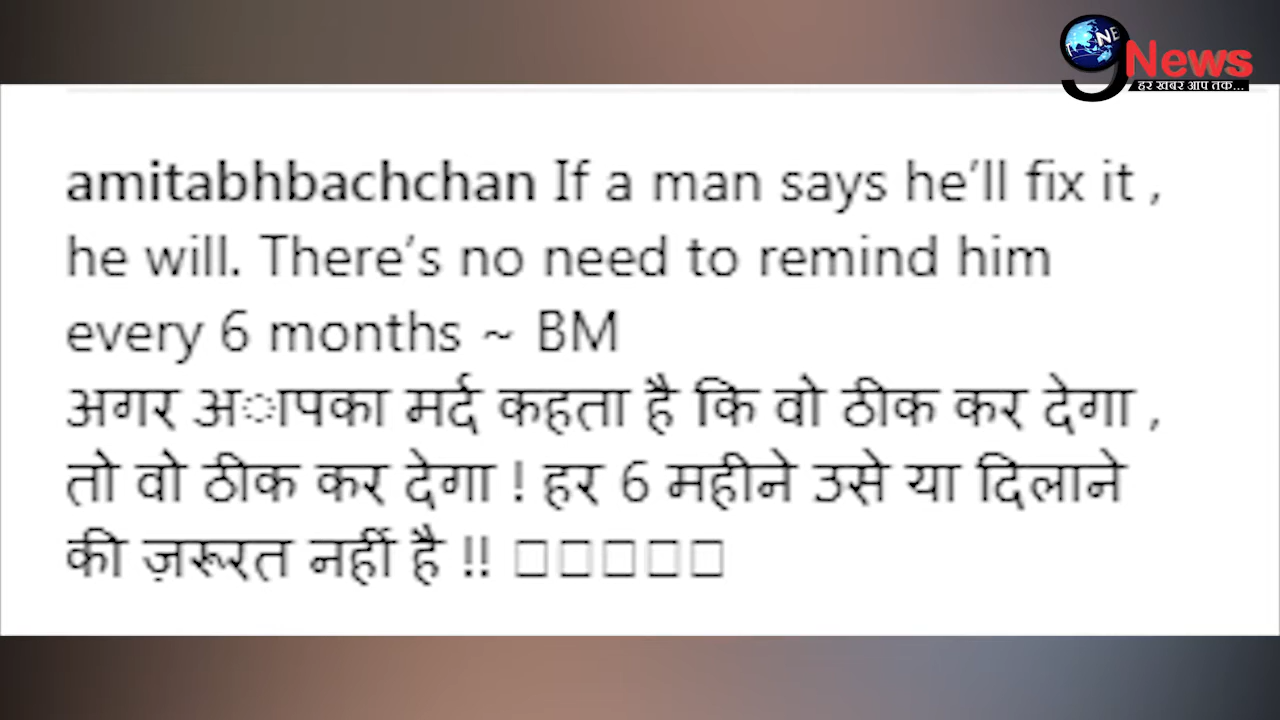 NE
News
हर खबर आप तक...
amitabhbachchan If a man says he’ll fix it ,
he will. There’s no need to remind him
every 6 months ~ BM
अगर अापका मर्द कहता है कि वो ठीक कर देगा ,
तो वो ठीक कर देगा ! हर 6 महीने उसे या दिलाने
की ज़रूरत नहीं है !! □□□□□